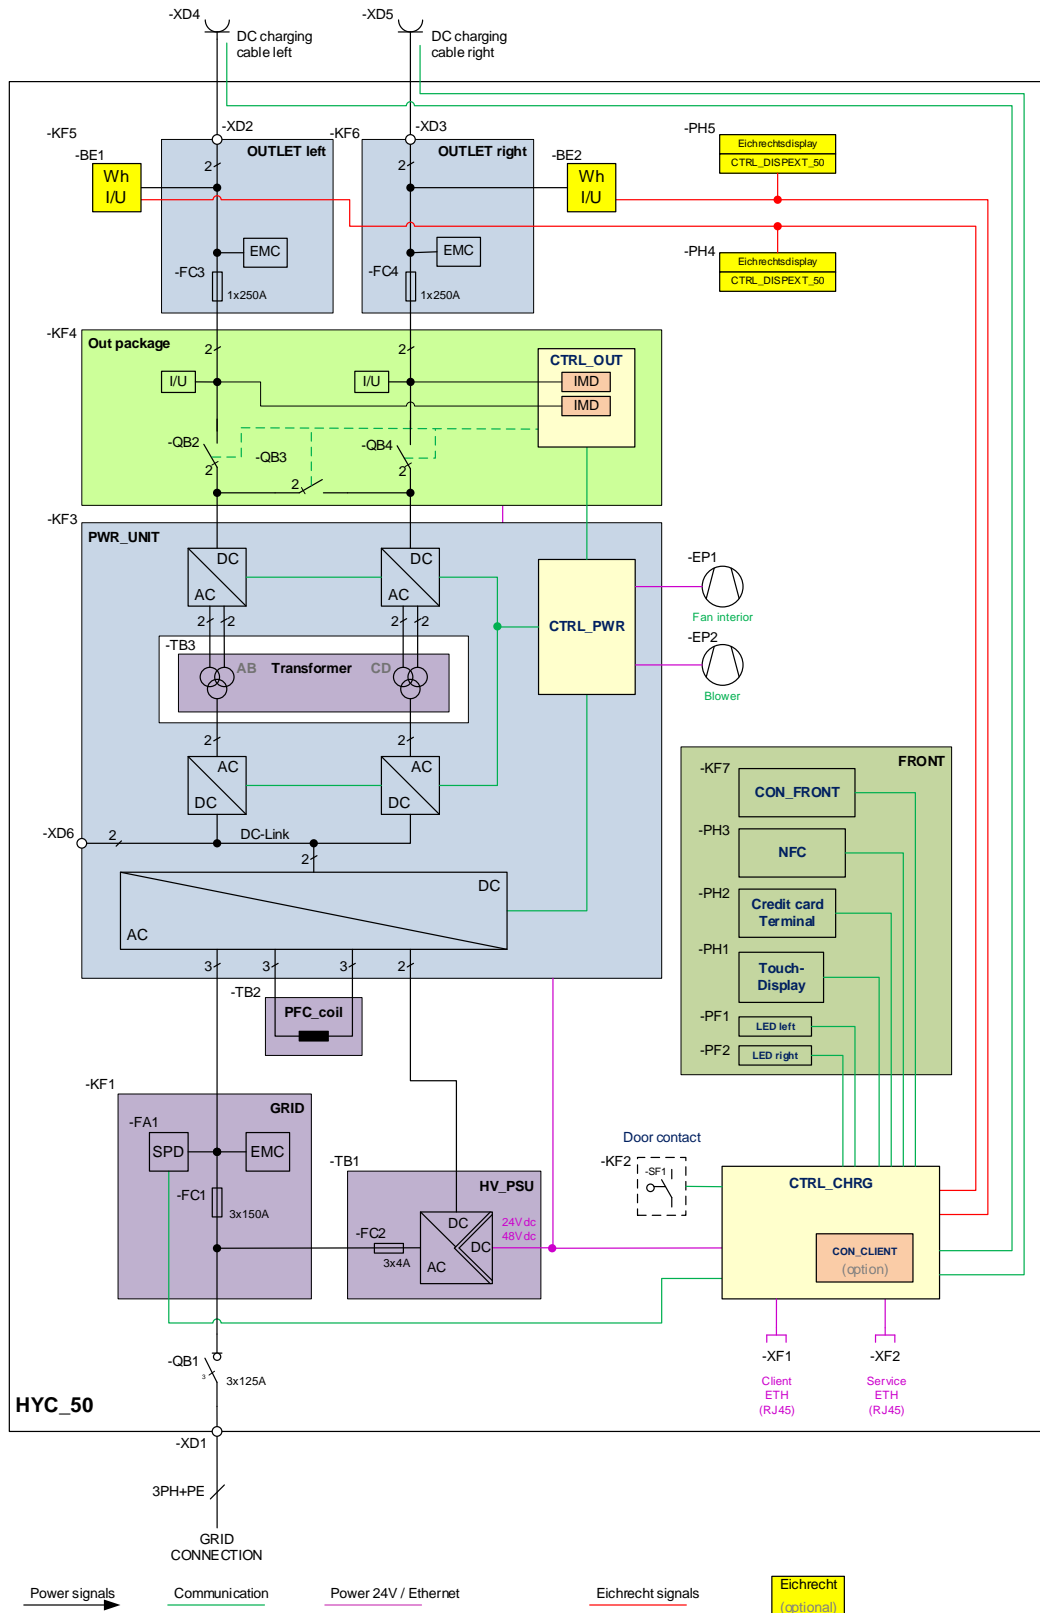 -XD4
-XD5
DC charging
cable left
DC charging
cable right
-KF5
-XD2
-KF6
-XD3
-PH5
-BE1
OUTLET left
OUTLET right
-BE2
Eichrechtsdisplay
CTRL_DISPEXT_50
Wh
I/U
2
2
Wh
I/U
EMC
EMC
-PH4
Eichrechtsdisplay
CTRL_DISPEXT_50
-FC3
1x250A
-FC4
1x250A
-KF4
Out package
2
2
CTRL_OUT
I/U
I/U
IMD
IMD
-QB2
2
-QB3
2
-QB4
2
-KF3
PWR_UNIT
DC
AC
DC
AC
-EP1
Fan interior
2
2
2
2
CTRL_PWR
-TB3
AB
Transformer
CD
-EP2
Blower
2
2
AC
DC
AC
DC
FRONT
-KF7
CON_FRONT
-XD6
2
DC-Link
-PH3
NFC
2
DC
AC
-PH2
Credit card
Terminal
3
3
3
2
-PH1
Touch-
Display
-TB2
PFC_coil
-PF1
LED left
-PF2
LED right
-KF1
GRID
-FA1
SPD
EMC
Door contact
-KF2
-SF1
-TB1
HV_PSU
CTRL_CHRG
-FC1
3x150A
-FC2
3x4A
DC
DC
AC
24Vdc
48Vdc
CON_CLIENT
(option)
-QB1
3
3x125A
-XF1
-XF2
Client
ETH
(RJ45)
Service
ETH
(RJ45)
HYC_50
-XD1
3PH+PE
GRID
CONNECTION
Power signals
Communication
Power 24V / Ethernet
Eichrecht signals
Eichrecht
(optional)